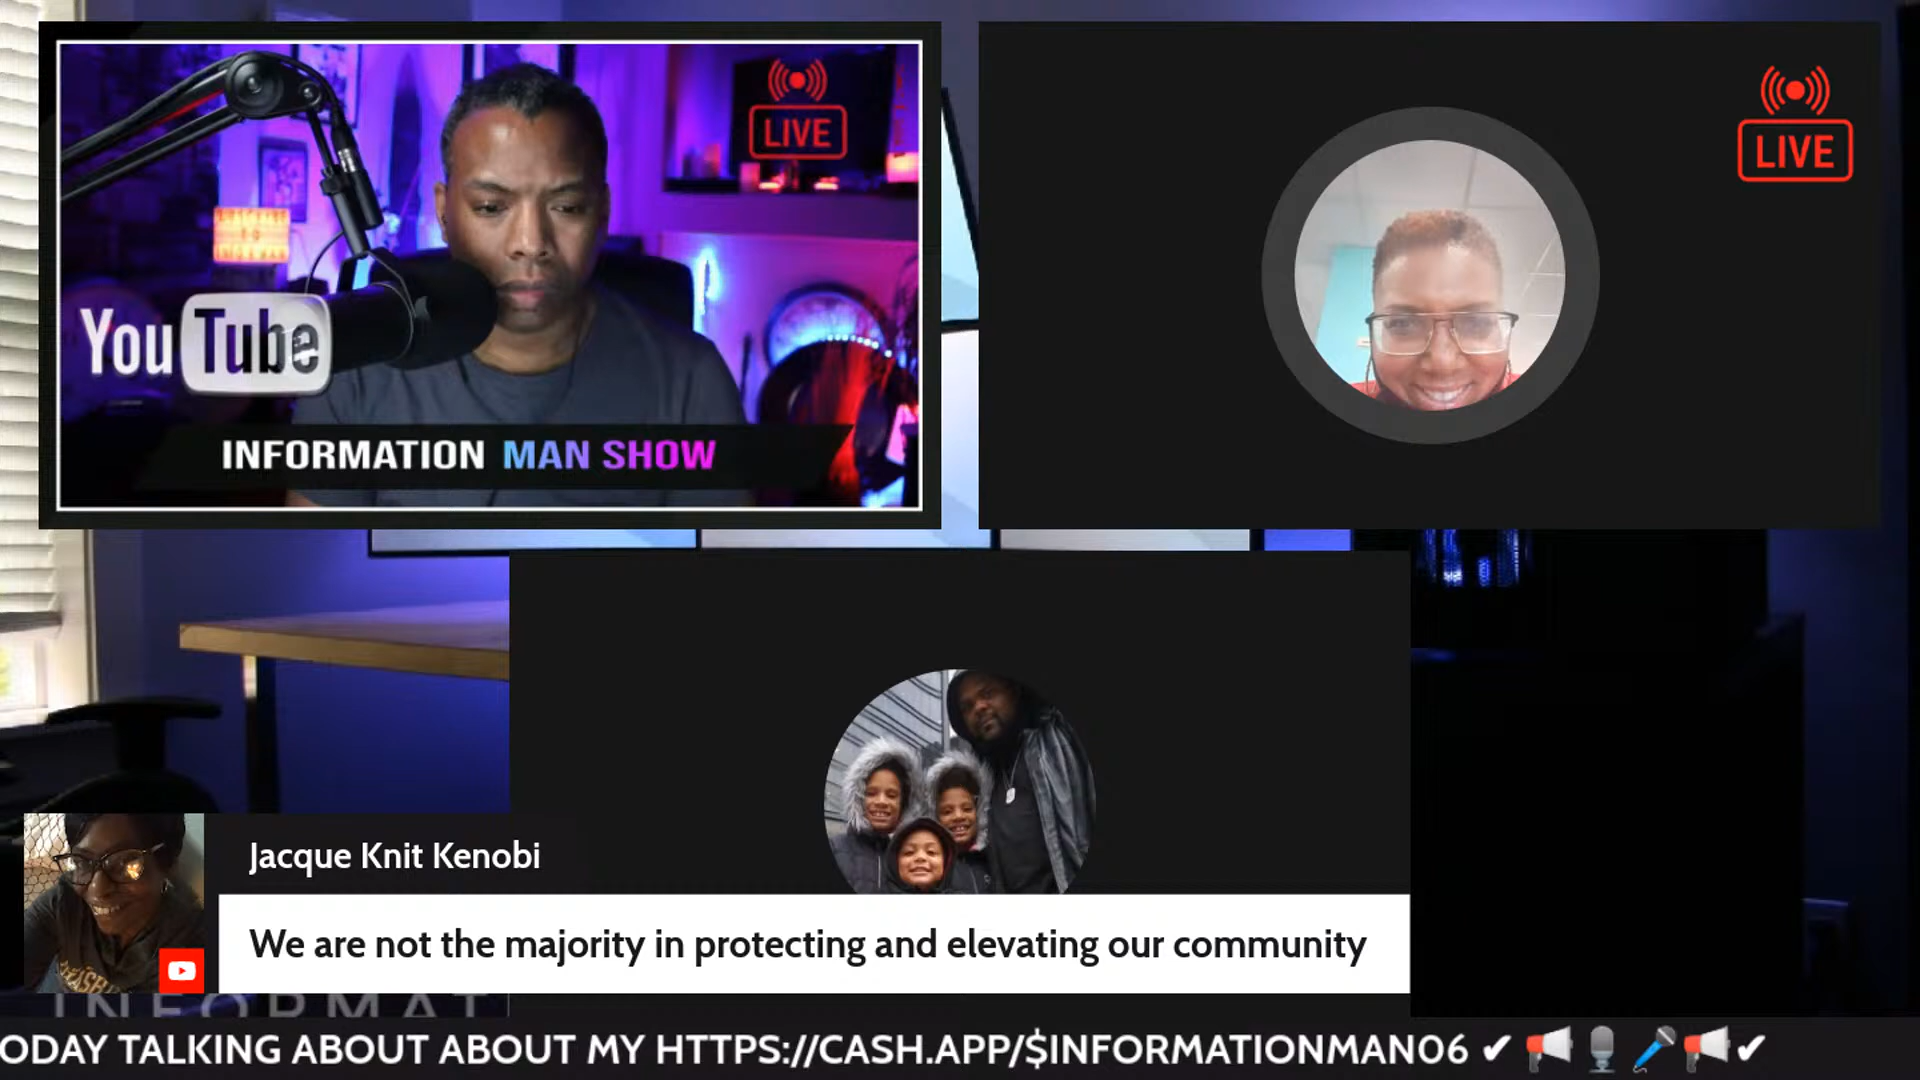 LIVE
LIVE
YouTube
INFORMATION MAN SHOW
Jacque Knit Kenobi
We are not the majority in protecting and elevating our community
INFORMAT
ODAY TALKING ABOUT ABOUT MY HTTPS://CASH.APP/$INFORMATIONMAN06 ✔ 📢 🎙 🎤 📢 ✔